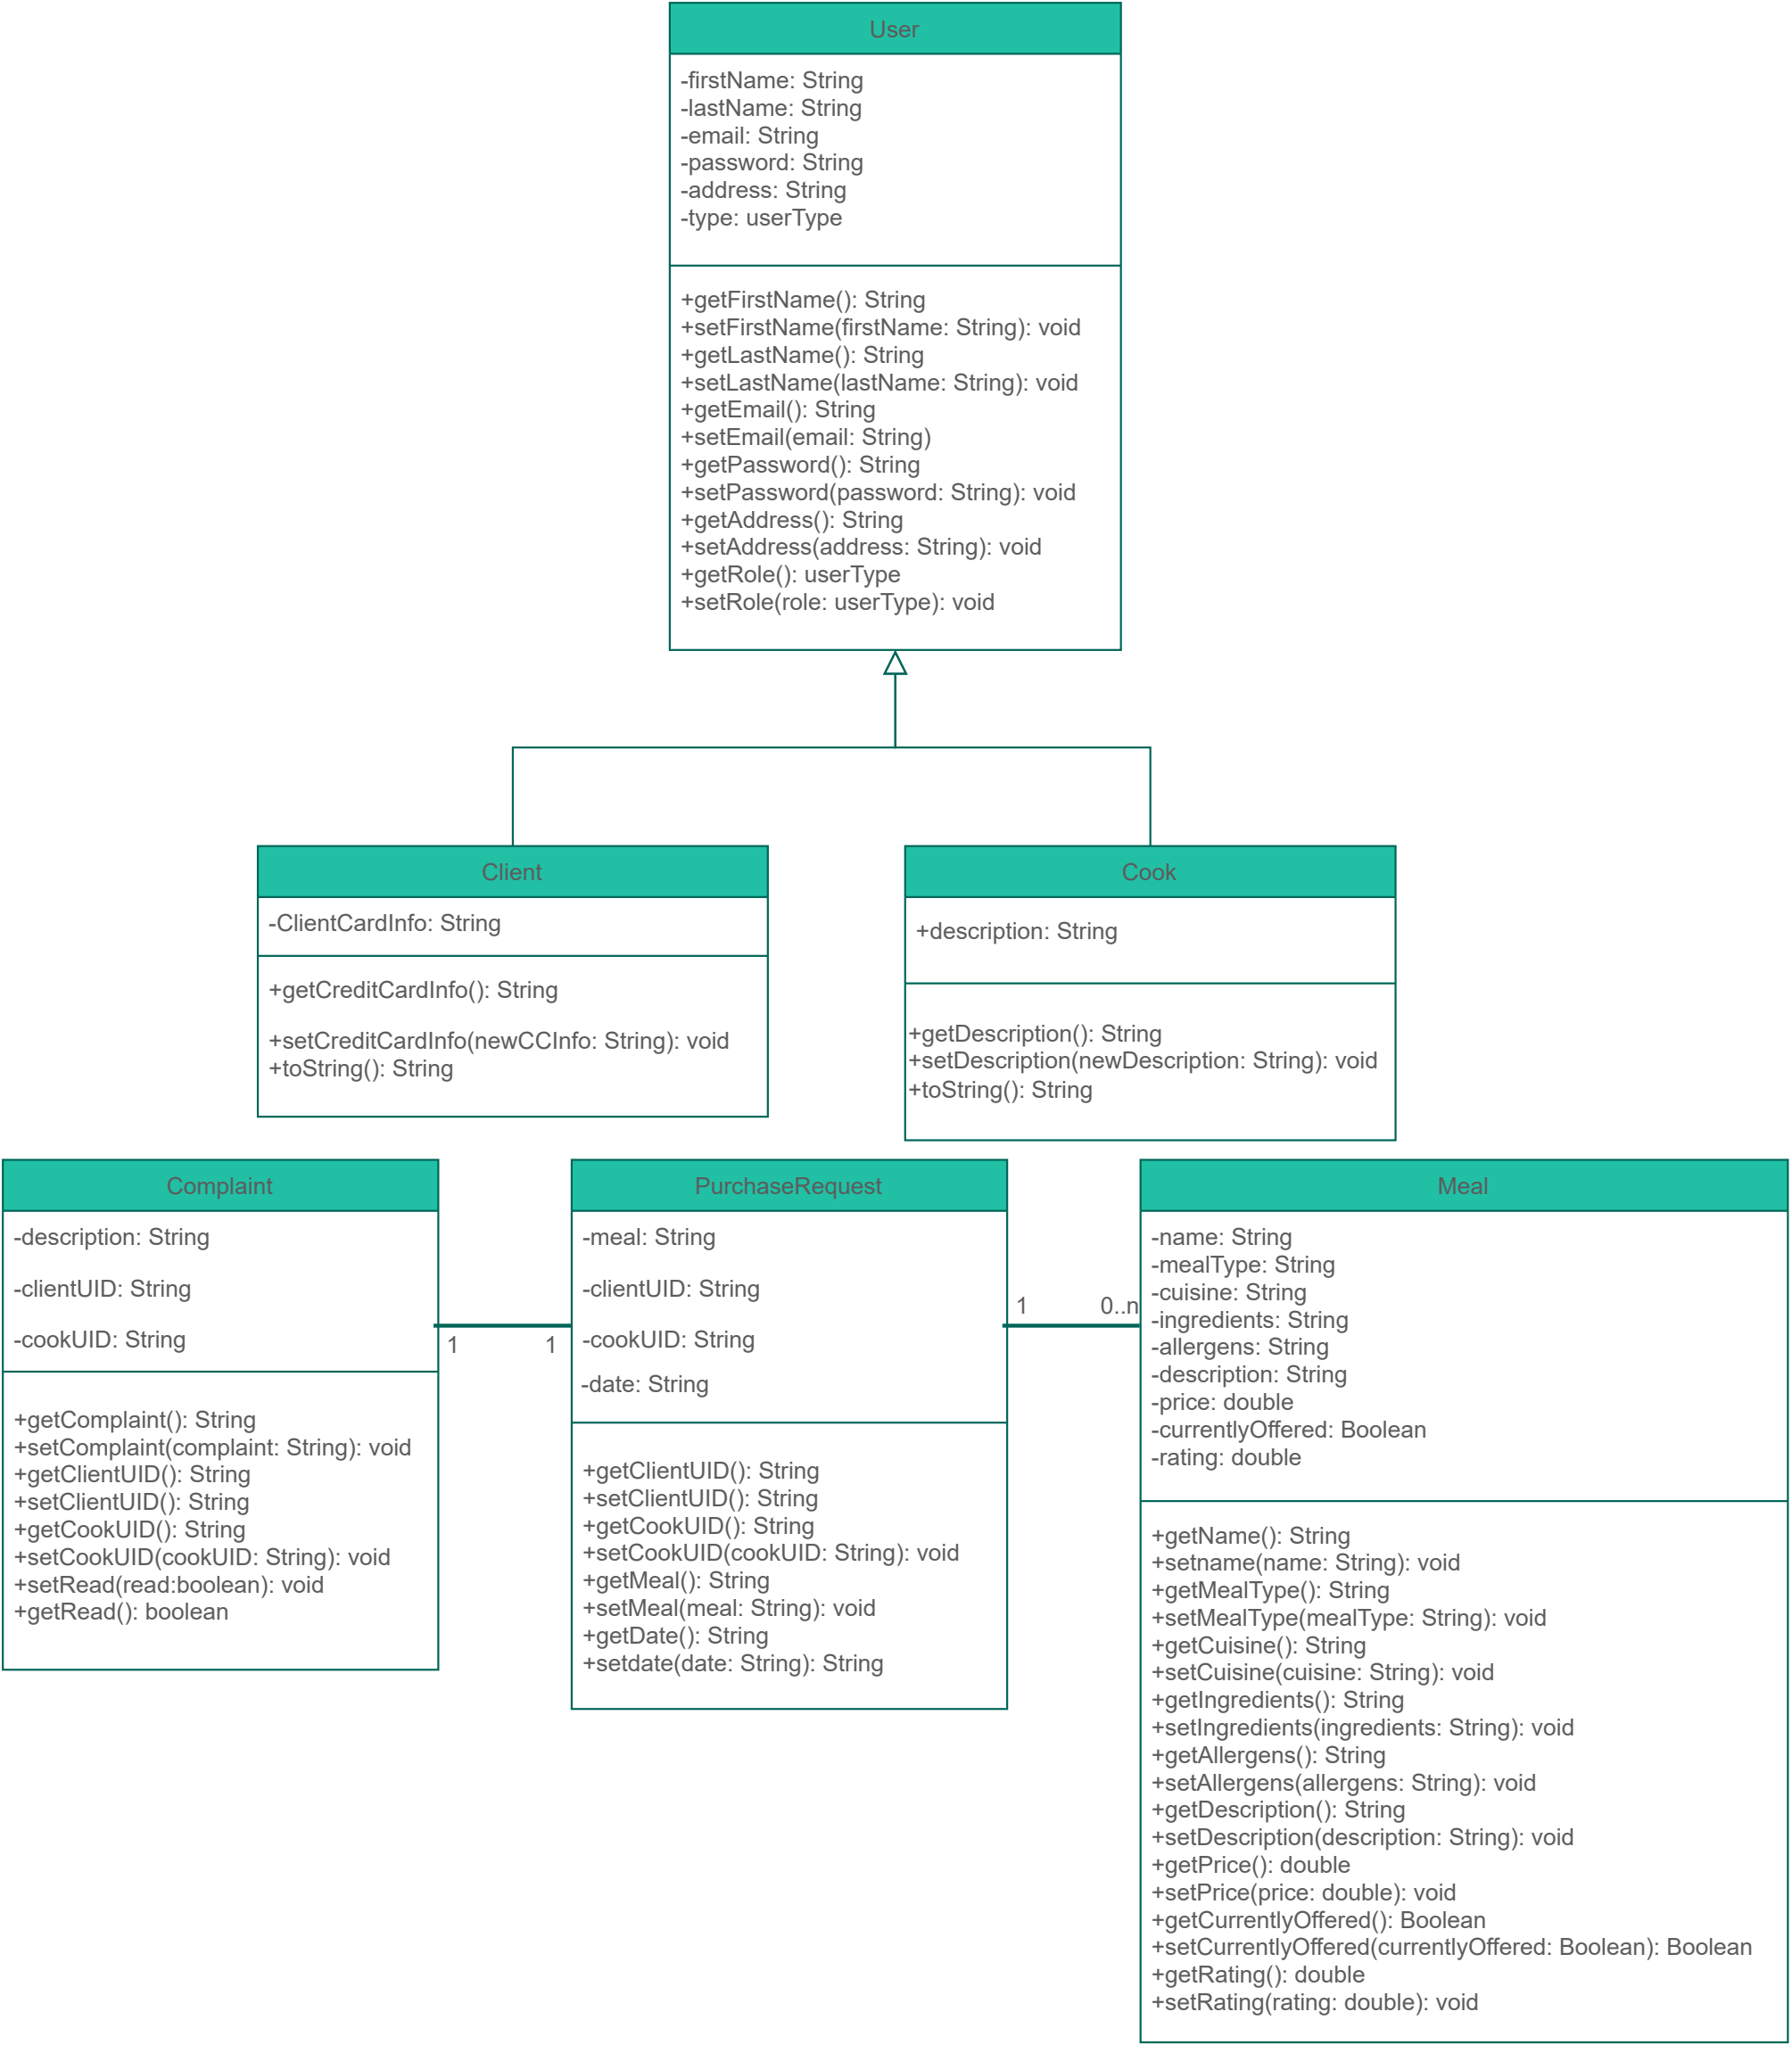 User
-firstName: String
-lastName: String
-email: String
-password: String
-address: String
-type: userType
+getFirstName(): String
+setFirstName(firstName: String): void
+getLastName(): String
+setLastName(lastName: String): void
+getEmail(): String
+setEmail(email: String)
+getPassword(): String
+setPassword(password: String): void
+getAddress(): String
+setAddress(address: String): void
+getRole(): userType
+setRole(role: userType): void
Client
-ClientCardInfo: String
+getCreditCardInfo(): String
+setCreditCardInfo(newCCInfo: String): void
+toString(): String
Cook
+description: String
+getDescription(): String
+setDescription(newDescription: String): void
+toString(): String
Complaint
-description: String
-clientUID: String
-cookUID: String
+getComplaint(): String
+setComplaint(complaint: String): void
+getClientUID(): String
+setClientUID(): String
+getCookUID(): String
+setCookUID(cookUID: String): void
+setRead(read:boolean): void
+getRead(): boolean
1
1
PurchaseRequest
-meal: String
-clientUID: String
-cookUID: String
-date: String
+getClientUID(): String
+setClientUID(): String
+getCookUID(): String
+setCookUID(cookUID: String): void
+getMeal(): String
+setMeal(meal: String): void
+getDate(): String
+setdate(date: String): String
1
0..n
Meal
-name: String
-mealType: String
-cuisine: String
-ingredients: String
-allergens: String
-description: String
-price: double
-currentlyOffered: Boolean
-rating: double
+getName(): String
+setname(name: String): void
+getMealType(): String
+setMealType(mealType: String): void
+getCuisine(): String
+setCuisine(cuisine: String): void
+getIngredients(): String
+setIngredients(ingredients: String): void
+getAllergens(): String
+setAllergens(allergens: String): void
+getDescription(): String
+setDescription(description: String): void
+getPrice(): double
+setPrice(price: double): void
+getCurrentlyOffered(): Boolean
+setCurrentlyOffered(currentlyOffered: Boolean): Boolean
+getRating(): double
+setRating(rating: double): void